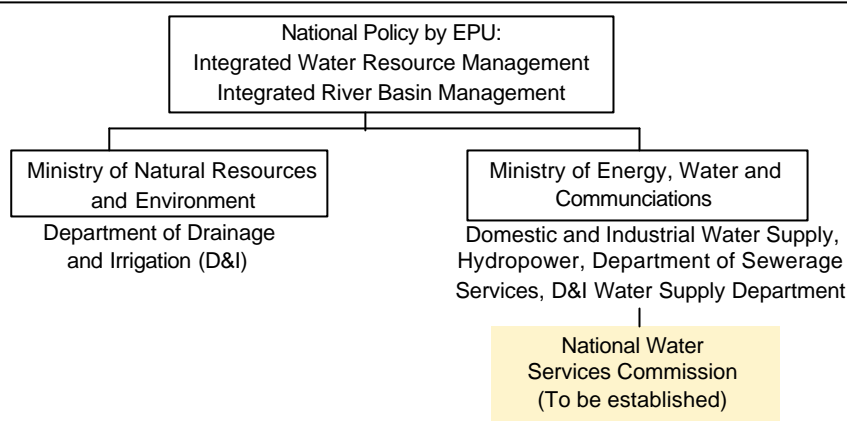 National Policy by EPU:
Integrated Water Resource Management
Integrated River Basin Management
Ministry of Natural Resources
and Environment
Department of Drainage
and Irrigation (D&I)
Ministry of Energy, Water and
Communciations
Domestic and Industrial Water Supply,
Hydropower, Department of Sewerage
Services, D&I Water Supply Department
National Water
Services Commission
(To be established)